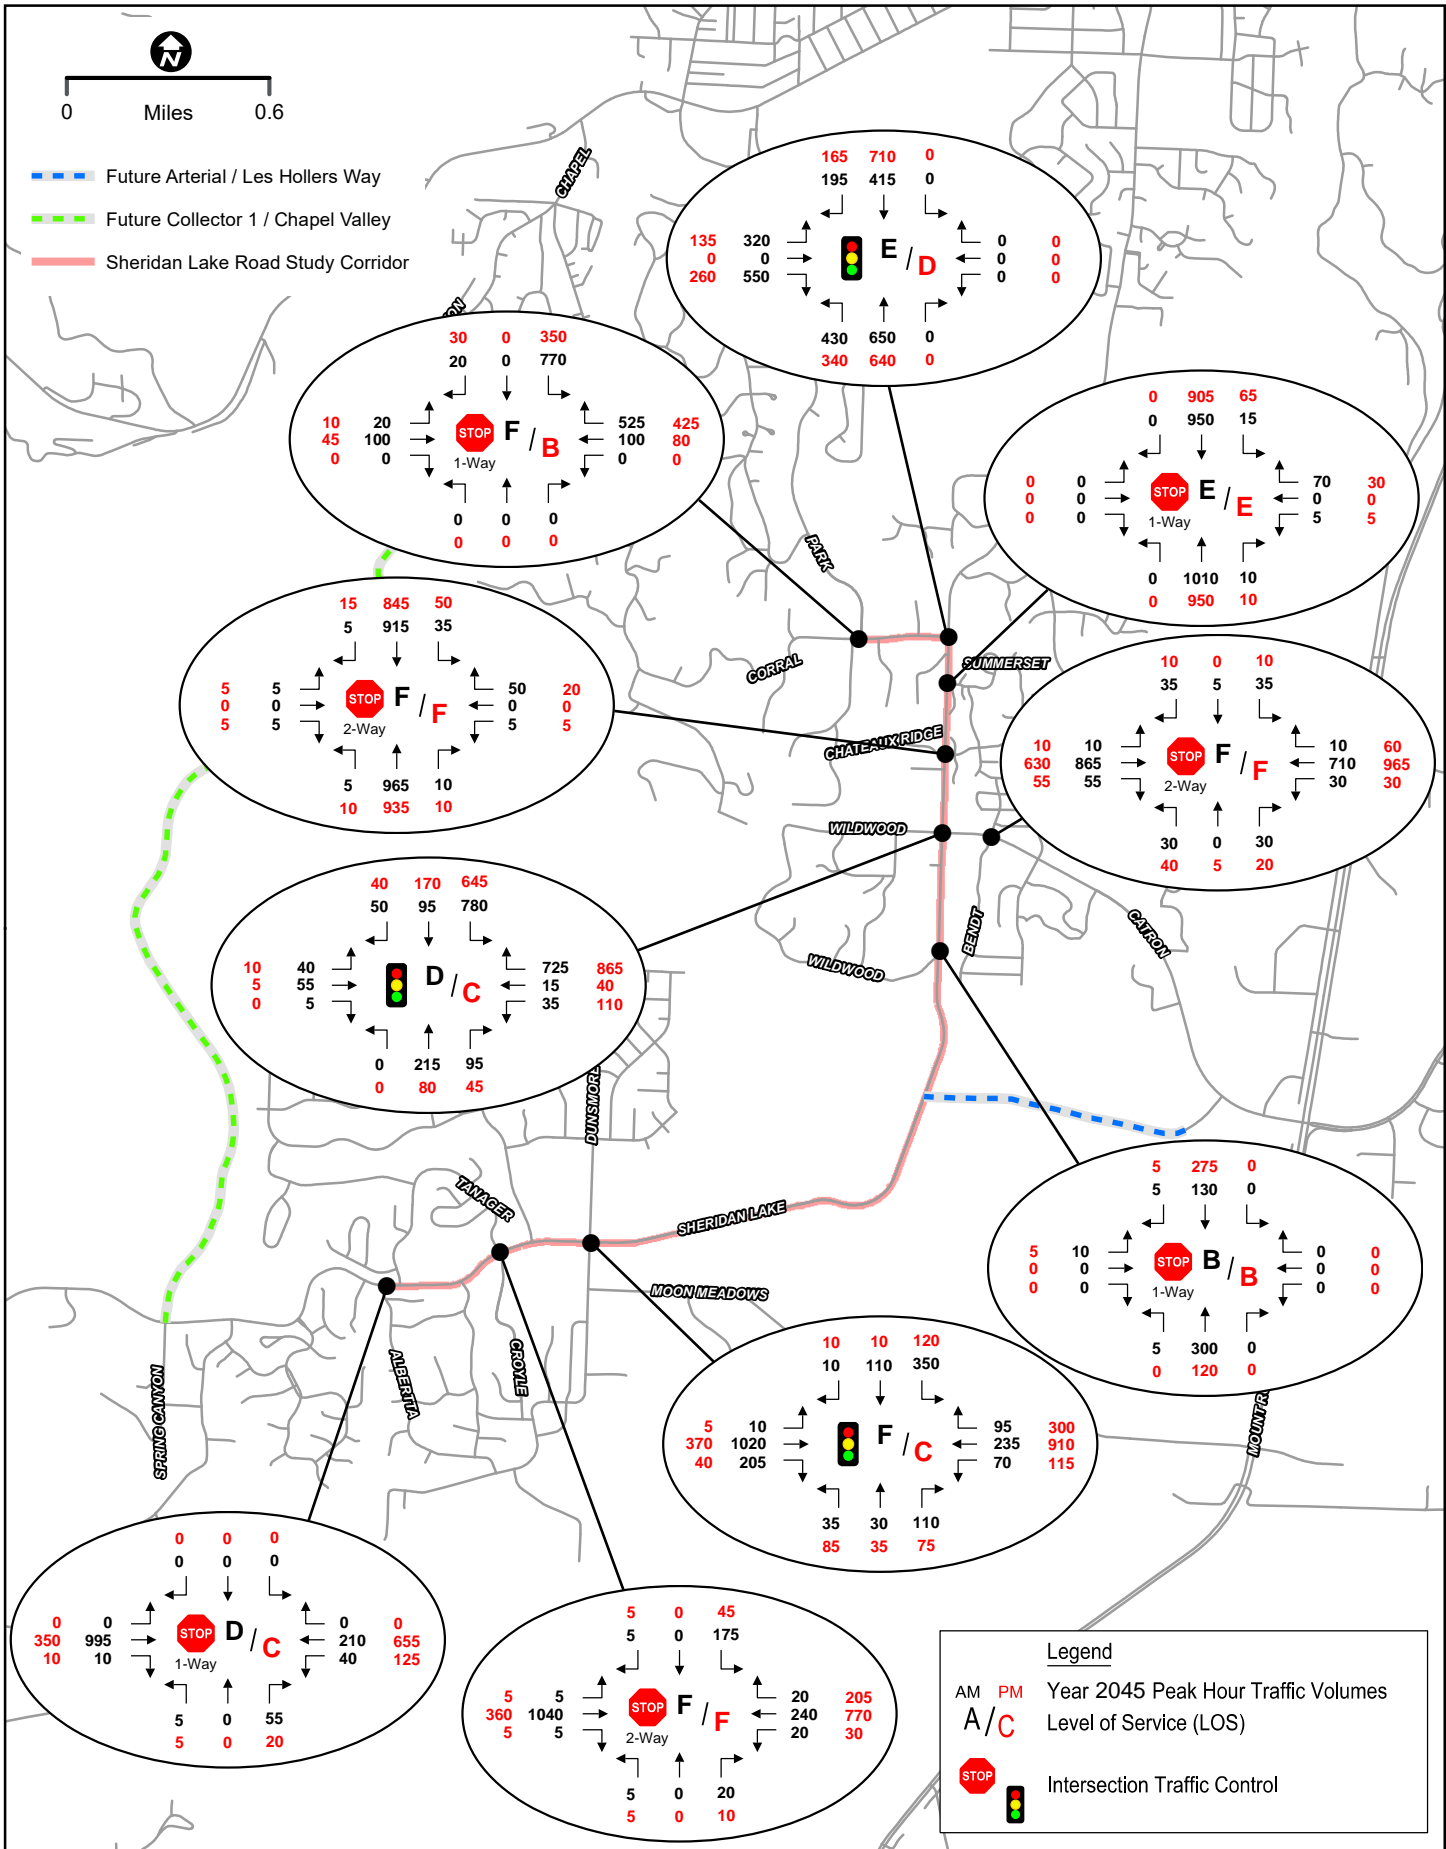 N
0 Miles 0.6
Future Arterial / Les Hollers Way
Future Collector 1 / Chapel Valley
Sheridan Lake Road Study Corridor
CHAPEL
165 710 0
195 415 0
135 320
0 0
260 550
E / D
0 0
0 0
0 0
430 650 0
340 640 0
30 0 350
20 0 770
10 20
45 100
0 0
STOP
1-Way
F / B
525 425
100 80
0 0
0 0 0
0 0 0
0 905 65
0 950 15
0 0
0 0
0 0
STOP
1-Way
E / E
70 30
0 0
5 5
0 1010 10
0 950 10
PARK
CORRAL
SUMMERSET
CHATEAUX RIDGE
15 845 50
5 915 35
5 5
0 0
5 5
STOP
2-Way
F / F
50 20
0 0
5 5
5 965 10
10 935 10
10 0 10
35 5 35
10 10
630 865
55 55
STOP
2-Way
F / F
10 60
710 965
30 30
30 0 30
40 5 20
WILDWOOD
WILDWOOD
BENDT
CATRON
40 170 645
50 95 780
10 40
5 55
0 5
D / C
725 865
15 40
35 110
0 215 95
0 80 45
DUNSMORE
TANAGER
SHERIDAN LAKE
MOON MEADOWS
5 275 0
5 130 0
5 10
0 0
0 0
STOP
1-Way
B / B
0 0
0 0
0 0
5 300 0
0 120 0
SPRING CANYON
ALBERTTA
CROYLE
10 10 120
10 110 350
5 10
370 1020
40 205
F / C
95 300
235 910
70 115
35 30 110
85 35 75
0 0 0
0 0 0
0 0
350 995
10 10
STOP
1-Way
D / C
0 0
210 655
40 125
5 0 55
5 0 20
5 0 45
5 0 175
5 5
360 1040
5 5
STOP
2-Way
F / F
20 205
240 770
20 30
5 0 20
5 0 10
Legend
AM PM Year 2045 Peak Hour Traffic Volumes
A/C Level of Service (LOS)
STOP Intersection Traffic Control